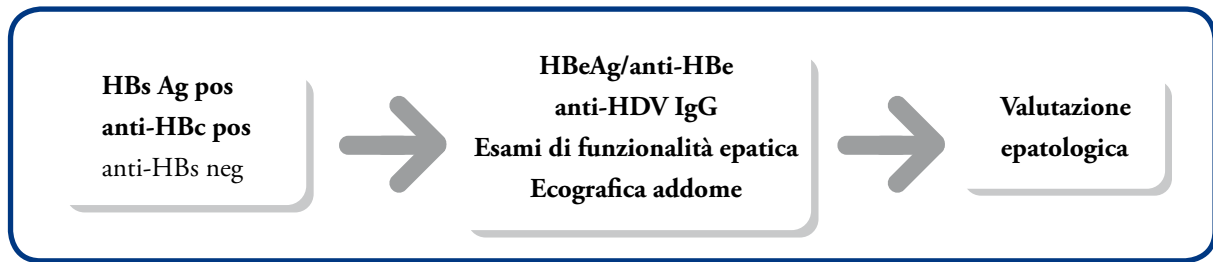 HBs Ag pos
anti-HBc pos
anti-HBs neg
HBeAg/anti-HBe
anti-HDV IgG
Esami di funzionalità epatica
Ecografica addome
Valutazione
epatologica